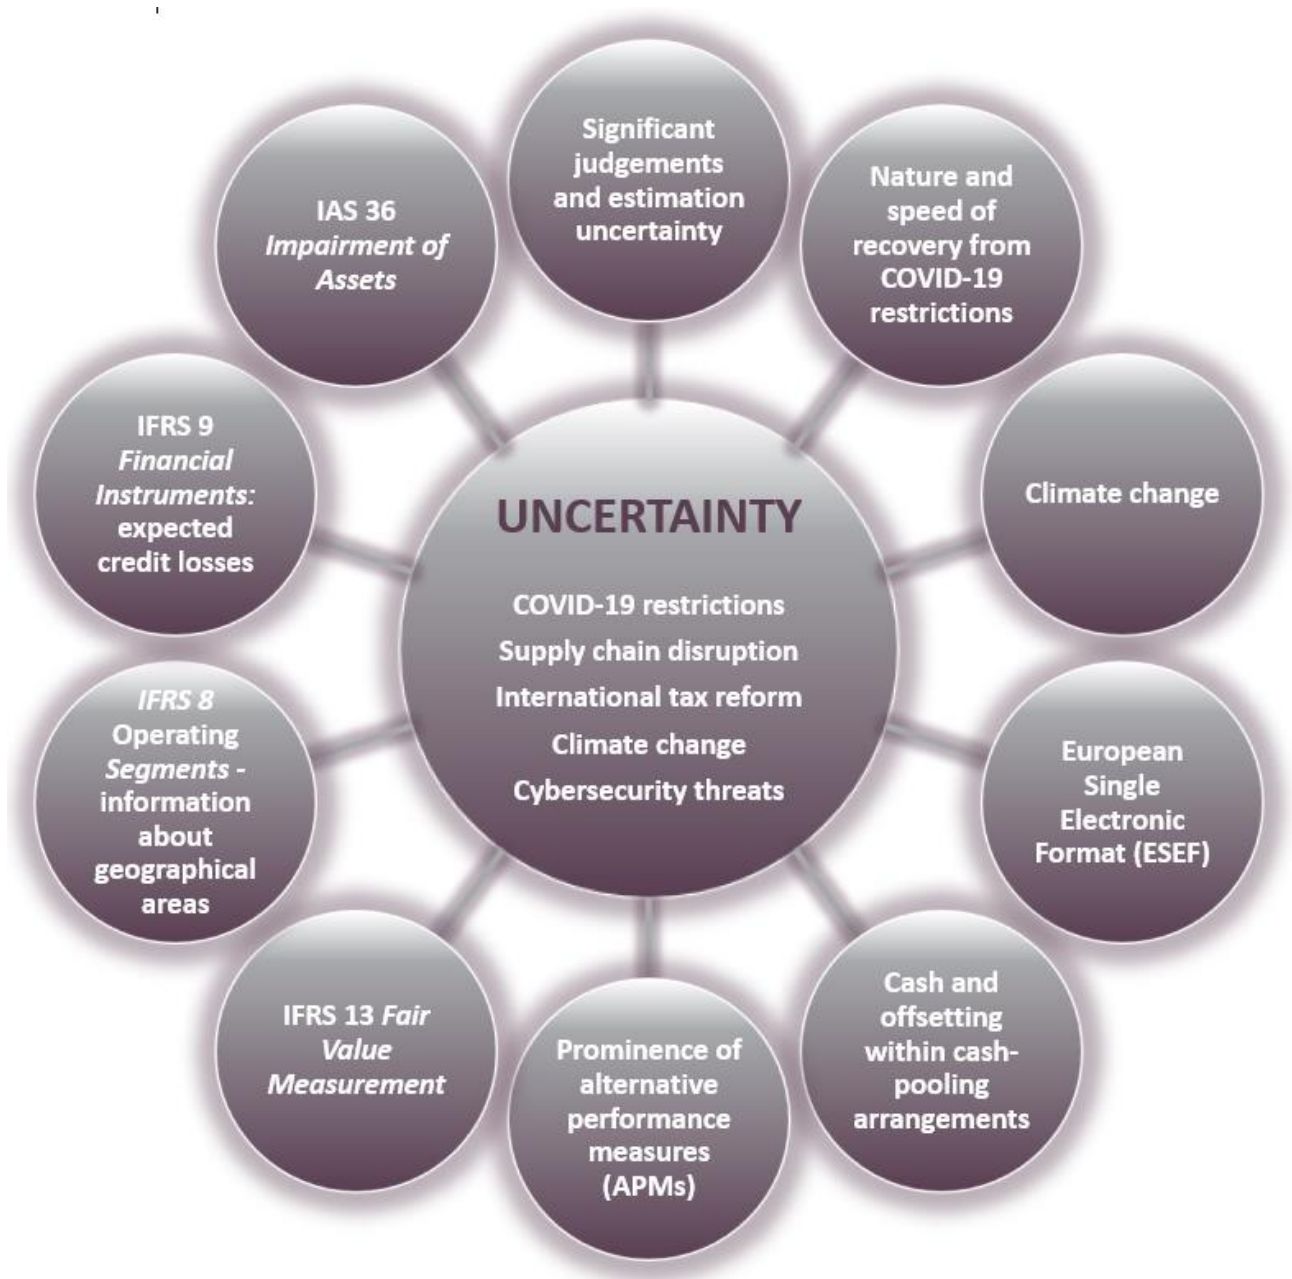 UNCERTAINTY
COVID-19 restrictions
Supply chain disruption
International tax reform
Climate change
Cybersecurity threats
Significant
judgements
and estimation
uncertainty
Nature and
speed of
recovery from
COVID-19
restrictions
Climate change
European
Single
Electronic
Format (ESEF)
Cash and
offsetting
within cash-
pooling
arrangements
Prominence of
alternative
performance
measures
(APMs)
IFRS 13 Fair
Value
Measurement
IFRS 8
Operating
Segments -
information
about
geographical
areas
IFRS 9
Financial
Instruments:
expected
credit losses
IAS 36
Impairment of
Assets